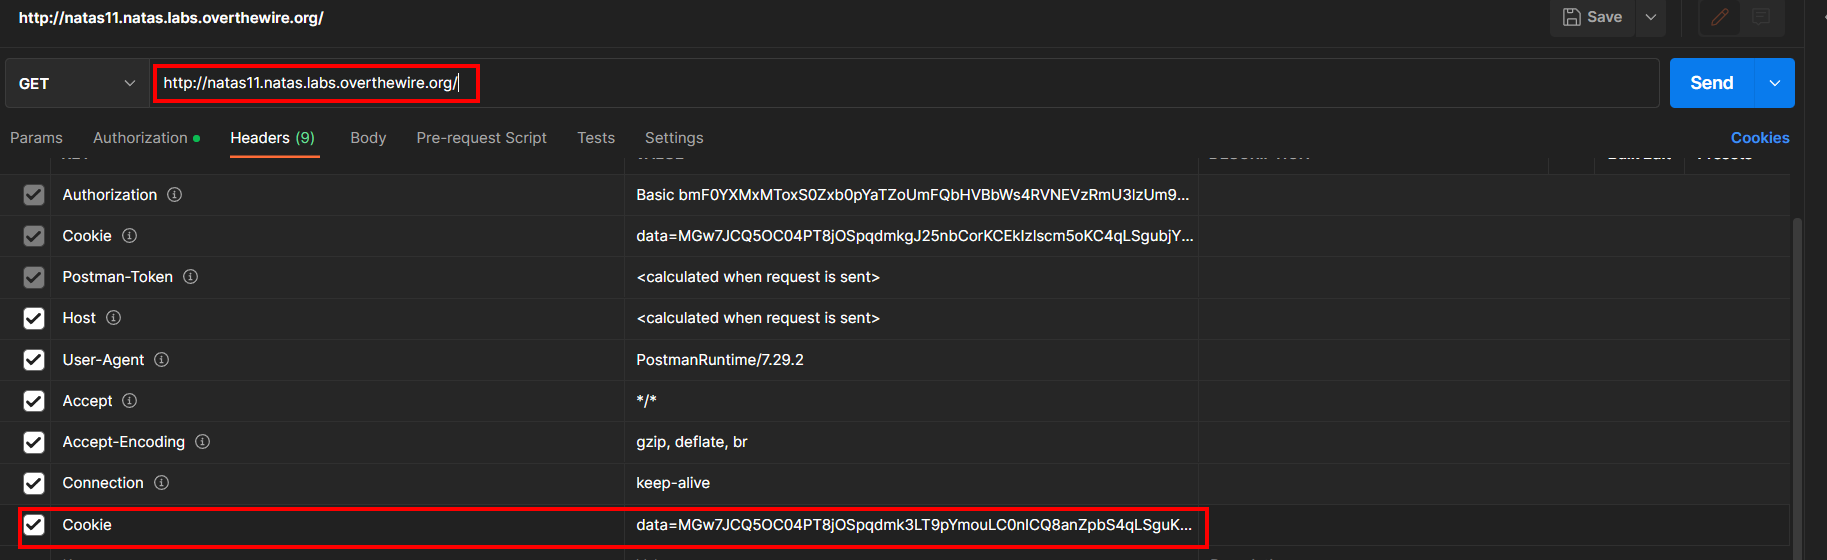 http://natas11.natas.labs.overthewire.org/
Save
GET http://natas11.natas.labs.overthewire.org/ Send
Params Authorization Headers (9) Body Pre-request Script Tests Settings Cookies
Authorization Basic bmF0YXMxMToxS0Zxb0pYaTZoUmFQbHVBbWs4RVNEVzRmU3lzUm9...
Cookie data=MGw7JCQ5OC04PT8jOSpqdmkgJ25nbCorKCEkIzlscm5oKC4qLSgubjY...
Postman-Token <calculated when request is sent>
Host <calculated when request is sent>
User-Agent PostmanRuntime/7.29.2
Accept */*
Accept-Encoding gzip, deflate, br
Connection keep-alive
Cookie data=MGw7JCQ5OC04PT8jOSpqdmk3LT9pYmouLC0nICQ8anZpbS4qLSguK...